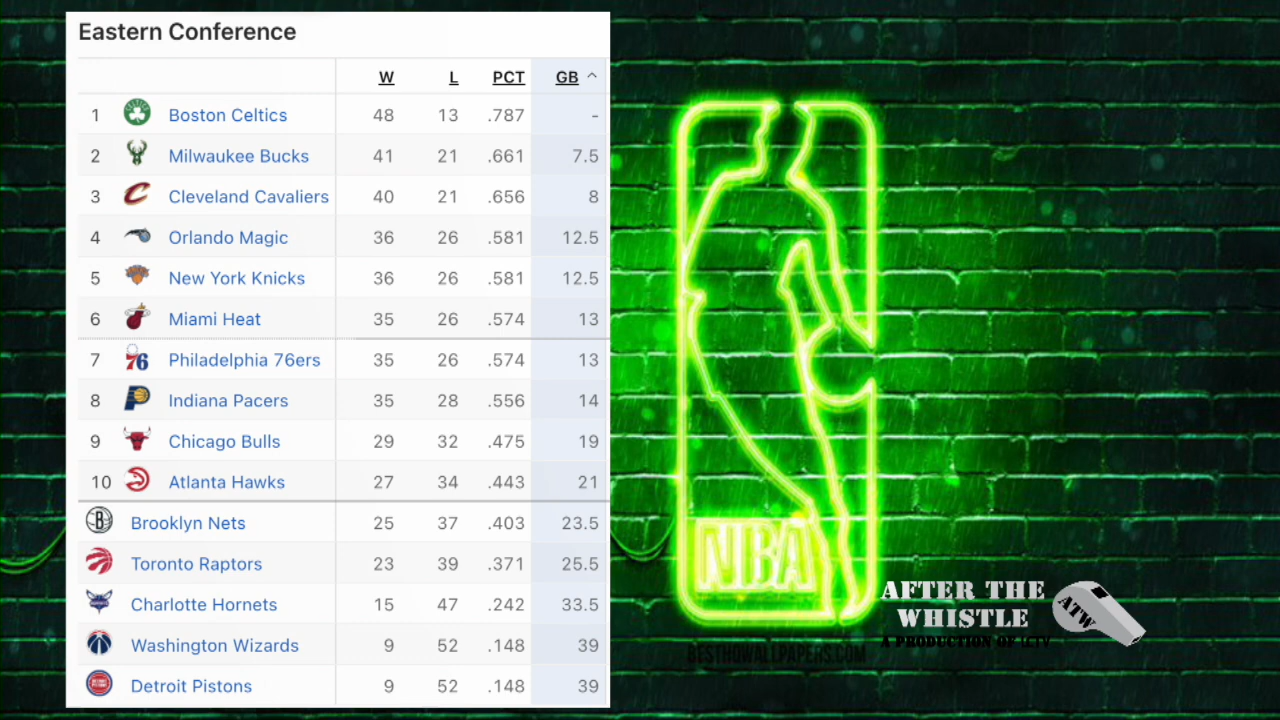 Eastern Conference
W L PCT GB
1 Boston Celtics 48 13 .787 -
2 Milwaukee Bucks 41 21 .661 7.5
3 Cleveland Cavaliers 40 21 .656 8
4 Orlando Magic 36 26 .581 12.5
5 New York Knicks 36 26 .581 12.5
6 Miami Heat 35 26 .574 13
7 76 Philadelphia 76ers 35 26 .574 13
8 Indiana Pacers 35 28 .556 14
9 Chicago Bulls 29 32 .475 19
10 Atlanta Hawks 27 34 .443 21
B Brooklyn Nets 25 37 .403 23.5
Toronto Raptors 23 39 .371 25.5
Charlotte Hornets 15 47 .242 33.5
Washington Wizards 9 52 .148 39
Detroit Pistons 9 52 .148 39
NBA
AFTER THE
WHISTLE
A PRODUCTION OF LCTV
ATW
BESTHDWALLPAPERS.COM